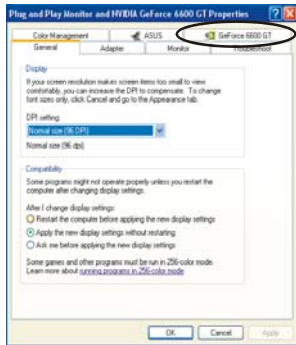 Plug and Play Monitor and NVIDIA GeForce 6600 GT Properties
Color Management
ASUS
GeForce 6600 GT
General
Adapter
Monitor
Troubleshoot
Display
If your screen resolution makes screen items too small to view
comfortably, you can increase the DPI to compensate. To change
font sizes only, click Cancel and go to the Appearance tab.
DPI setting:
Normal size (96 DPI)
Normal size (96 dpi)
Compatibility
Some programs might not operate properly unless you restart the
computer after changing display settings.
After I change display settings:
Restart the computer before applying the new display settings
Apply the new display settings without restarting
Ask me before applying the new display settings
Some games and other programs must be run in 256-color mode.
Learn more about running programs in 256-color mode.
OK
Cancel
Apply